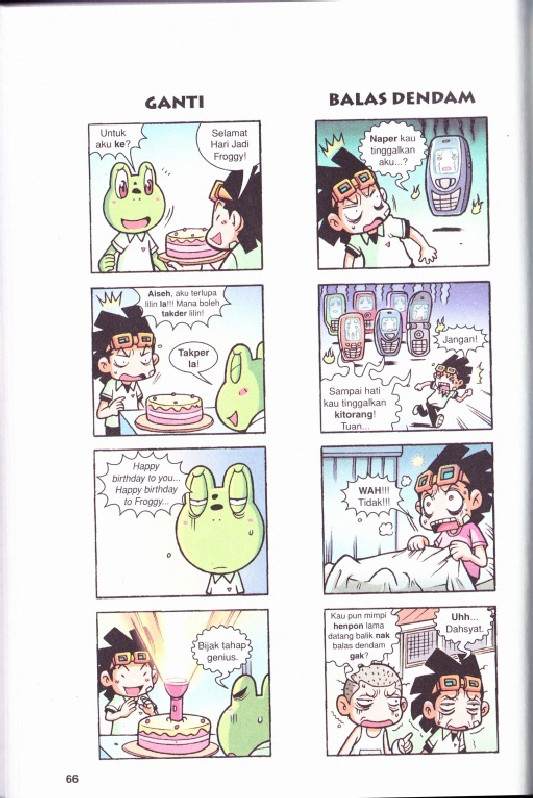 GANTI
Untuk
aku ke?
Selamat
Hari Jadi
Froggy!
Aiseh, aku terlupa
lilin la!!! Mana boleh
takder lilin!
Takper
la!
Happy
birthday to you...
Happy birthday
to Froggy...
Bijak tahap
genius.
BALAS DENDAM
Naper kau
tinggalkan
aku...?
Jangan!
Sampai hati
kau tinggalkan
kitorang!
Tuan...
WAH!!!
Tidak!!!
Kau pun mimpi
henpon lama
datang balik nak
balas dendam
gak?
Uhh...
Dahsyat.
66